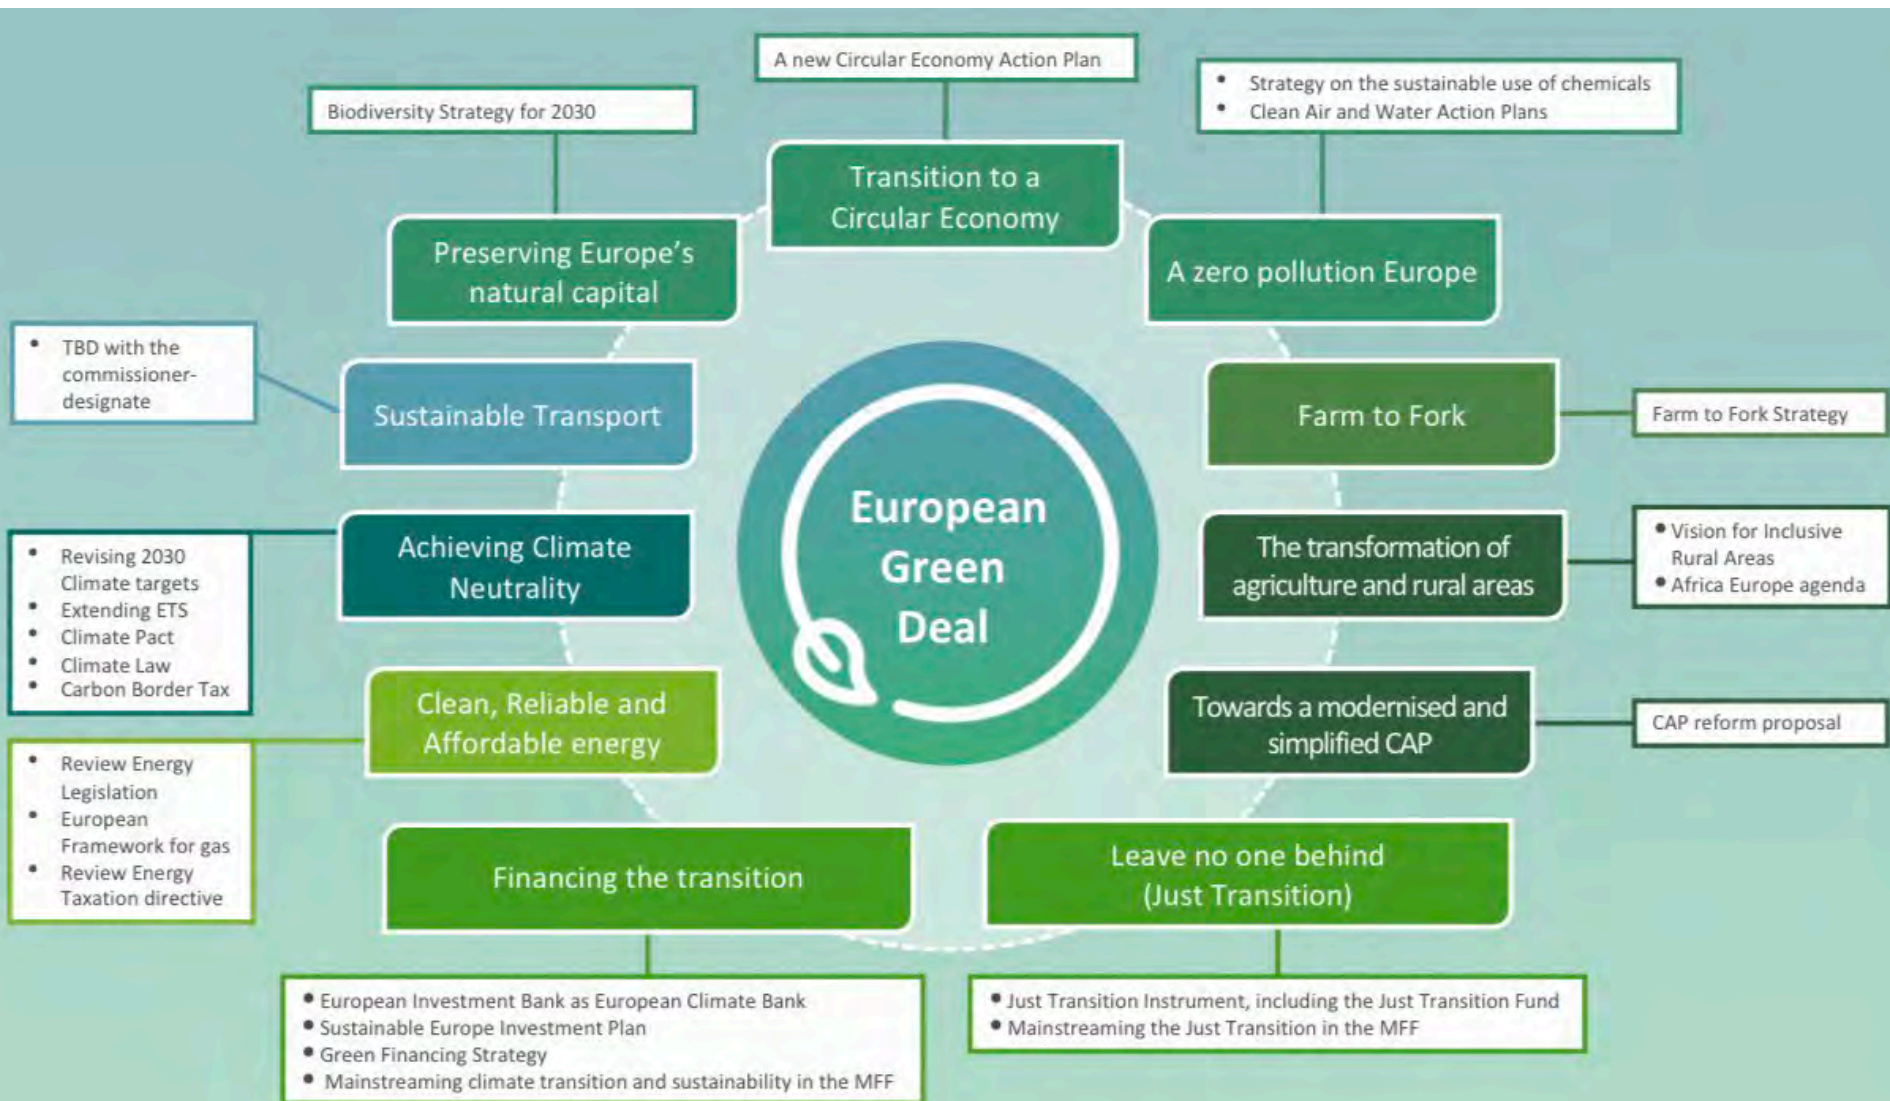 A new Circular Economy Action Plan
Biodiversity Strategy for 2030
• Strategy on the sustainable use of chemicals
• Clean Air and Water Action Plans
Transition to a
Circular Economy
Preserving Europe's
natural capital
A zero pollution Europe
• TBD with the
commissioner-
designate
Sustainable Transport
Farm to Fork
Farm to Fork Strategy
European
Green
Deal
• Revising 2030
Climate targets
• Extending ETS
• Climate Pact
• Climate Law
• Carbon Border Tax
Achieving Climate
Neutrality
The transformation of
agriculture and rural areas
• Vision for Inclusive
Rural Areas
• Africa Europe agenda
• Review Energy
Legislation
• European
Framework for gas
• Review Energy
Taxation directive
Clean, Reliable and
Affordable energy
Towards a modernised and
simplified CAP
CAP reform proposal
Financing the transition
Leave no one behind
(Just Transition)
• European Investment Bank as European Climate Bank
• Sustainable Europe Investment Plan
• Green Financing Strategy
• Mainstreaming climate transition and sustainability in the MFF
• Just Transition Instrument, including the Just Transition Fund
• Mainstreaming the Just Transition in the MFF